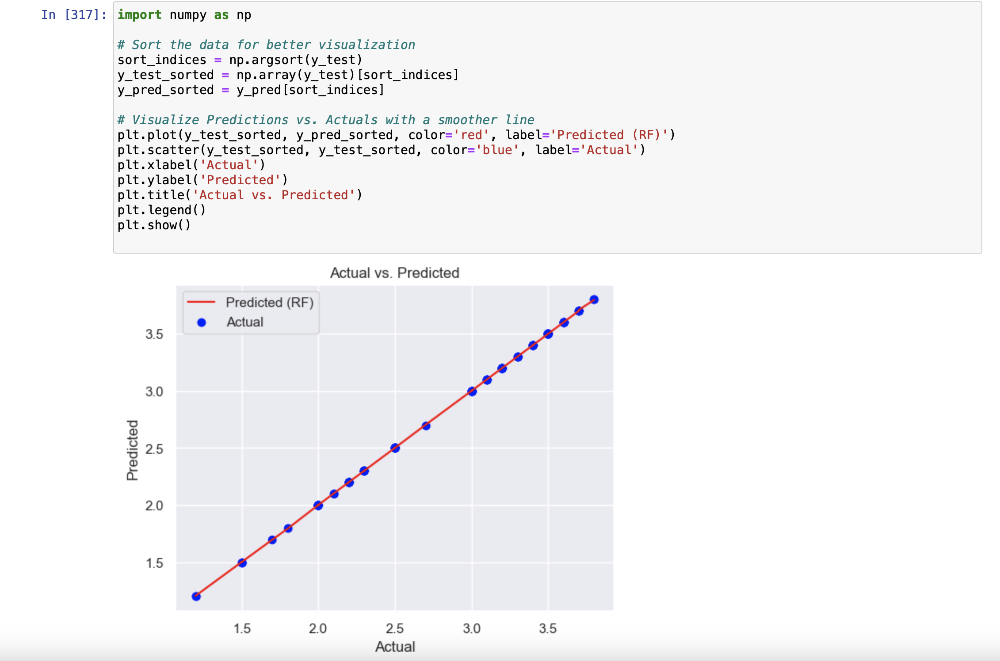 In [317]:
import numpy as np
# Sort the data for better visualization
sort_indices = np.argsort(y_test)
y_test_sorted = np.array(y_test)[sort_indices]
y_pred_sorted = y_pred[sort_indices]
# Visualize Predictions vs. Actuals with a smoother line
plt.plot(y_test_sorted, y_pred_sorted, color='red', label='Predicted (RF)')
plt.scatter(y_test_sorted, y_test_sorted, color='blue', label='Actual')
plt.xlabel('Actual')
plt.ylabel('Predicted')
plt.title('Actual vs. Predicted')
plt.legend()
plt.show()
Actual vs. Predicted
Predicted (RF)
Actual
3.5
3.0
2.5
2.0
1.5
Predicted
1.5 2.0 2.5 3.0 3.5
Actual